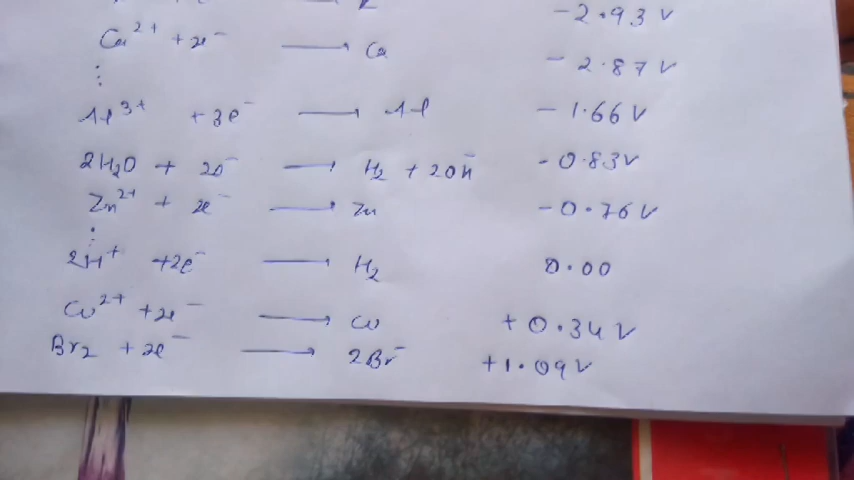 K -2.93 V
Ca²⁺ + 2e⁻ ⟶ Ca -2.87 V
⋮
Al³⁺ + 3e⁻ ⟶ Al -1.66 V
2H₂O + 2e⁻ ⟶ H₂ + 2OH⁻ -0.83 V
Zn²⁺ + 2e⁻ ⟶ Zn -0.76 V
⋮
2H⁺ + 2e⁻ ⟶ H₂ 0.00
Cu²⁺ + 2e⁻ ⟶ Cu +0.34 V
Br₂ + 2e⁻ ⟶ 2Br⁻ +1.09 V